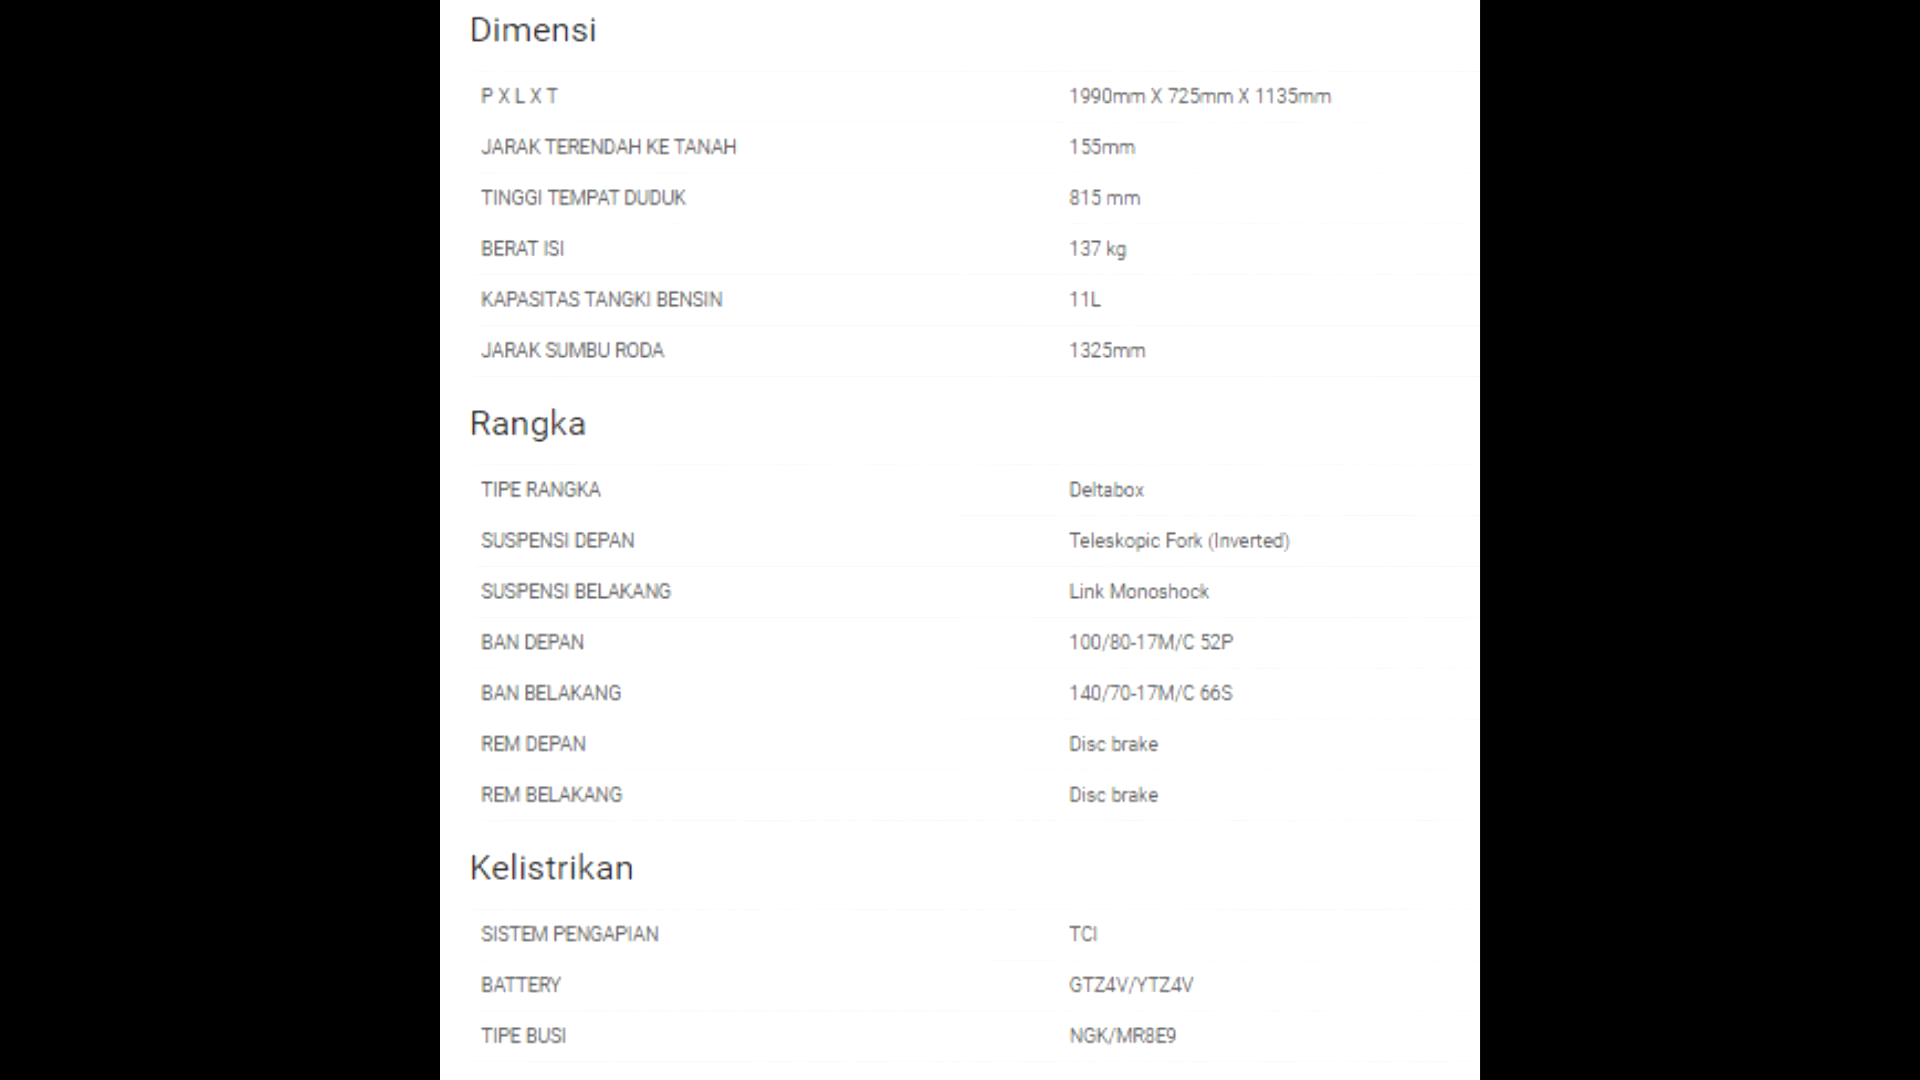 Dimensi
P X L X T 1990mm X 725mm X 1135mm
JARAK TERENDAH KE TANAH 155mm
TINGGI TEMPAT DUDUK 815 mm
BERAT ISI 137 kg
KAPASITAS TANGKI BENSIN 11L
JARAK SUMBU RODA 1325mm
Rangka
TIPE RANGKA Deltabox
SUSPENSI DEPAN Teleskopic Fork (Inverted)
SUSPENSI BELAKANG Link Monoshock
BAN DEPAN 100/80-17M/C 52P
BAN BELAKANG 140/70-17M/C 66S
REM DEPAN Disc brake
REM BELAKANG Disc brake
Kelistrikan
SISTEM PENGAPIAN TCI
BATTERY GTZ4V/YTZ4V
TIPE BUSI NGK/MR8E9